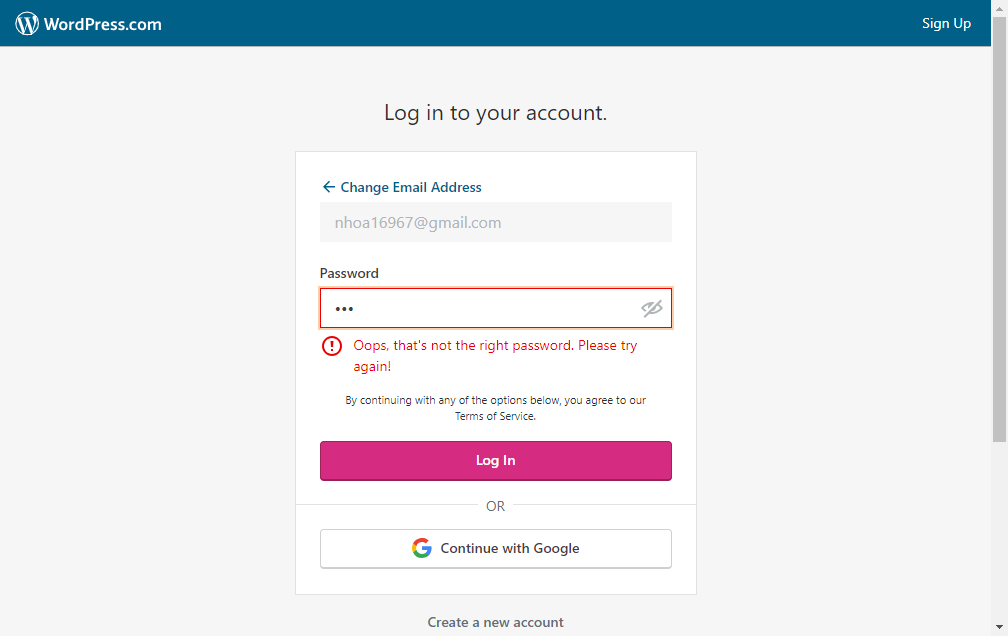 WordPress.com
Sign Up
Log in to your account.
Change Email Address
nhoa16967@gmail.com
Password
•••
Oops, that's not the right password. Please try
again!
By continuing with any of the options below, you agree to our
Terms of Service.
Log In
OR
Continue with Google
Create a new account